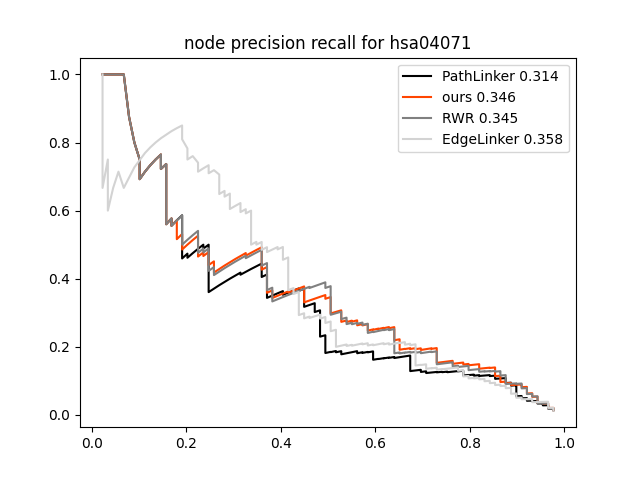 node precision recall for hsa04071
PathLinker 0.314
ours 0.346
RWR 0.345
EdgeLinker 0.358
1.0
0.8
0.6
0.4
0.2
0.0
0.0 0.2 0.4 0.6 0.8 1.0